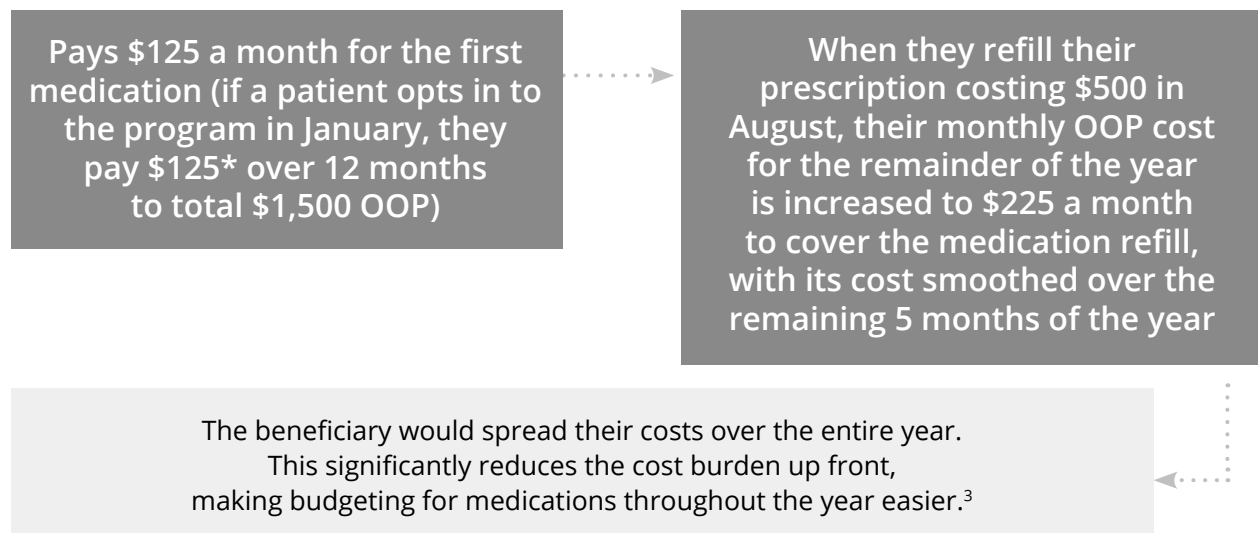 Pays $125 a month for the first
medication (if a patient opts in to
the program in January, they
pay $125* over 12 months
to total $1,500 OOP)
When they refill their
prescription costing $500 in
August, their monthly OOP cost
for the remainder of the year
is increased to $225 a month
to cover the medication refill,
with its cost smoothed over the
remaining 5 months of the year
The beneficiary would spread their costs over the entire year.
This significantly reduces the cost burden up front,
making budgeting for medications throughout the year easier.³